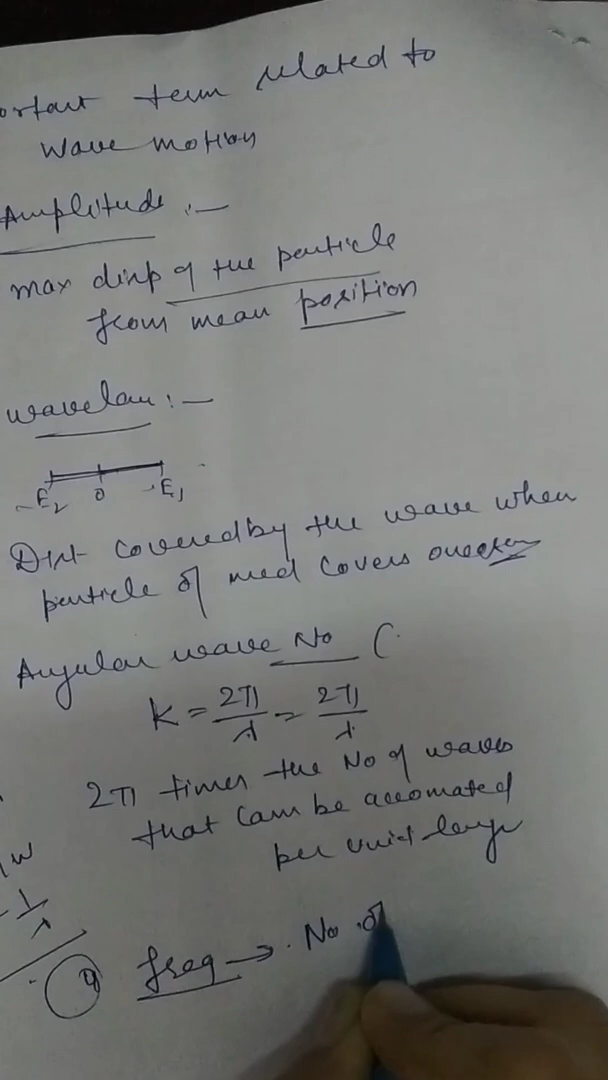 ortant term related to
wave motion
Amplitude :-
max disp of the particle
from mean position
wavelen :-
-E2 0 -E1
Dist covered by the wave when
particle of med covers one
Angular wave No (
K = 2π/λ = 2π/λ
2π times the No of waves
that can be accomated
per unit
w
1/λ
freq → . No of